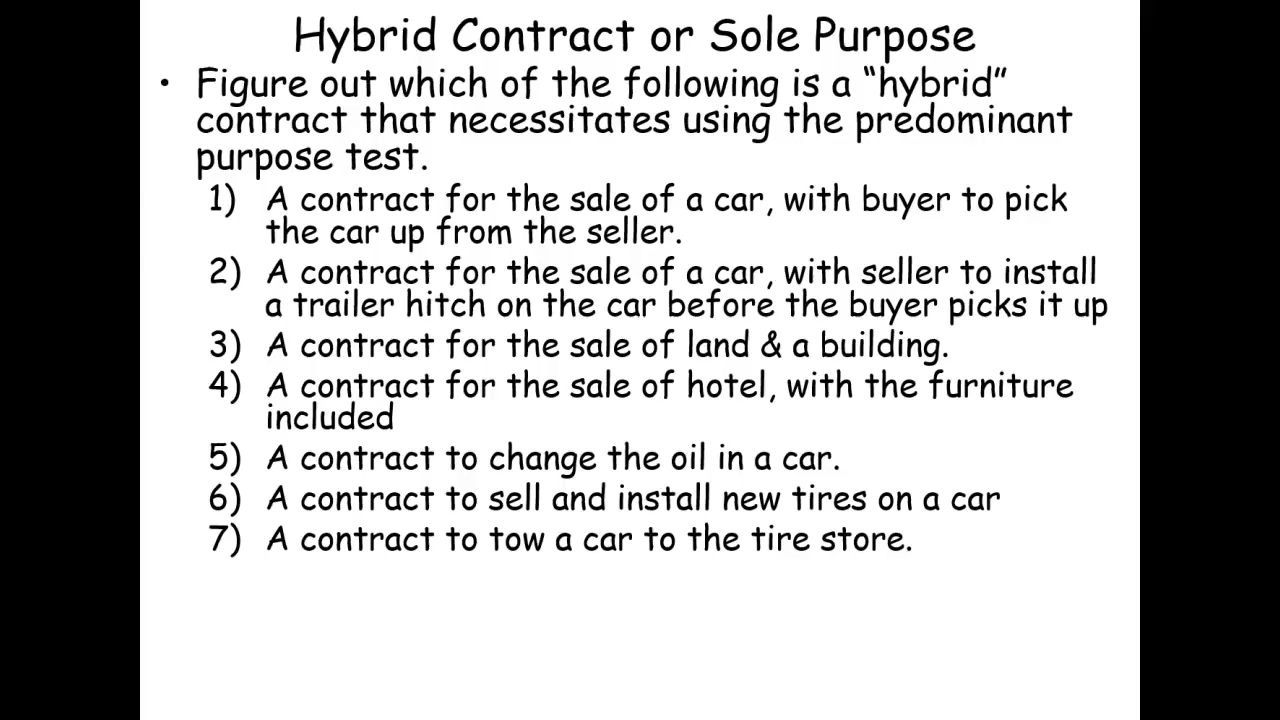 Hybrid Contract or Sole Purpose
• Figure out which of the following is a “hybrid”
contract that necessitates using the predominant
purpose test.
1) A contract for the sale of a car, with buyer to pick
the car up from the seller.
2) A contract for the sale of a car, with seller to install
a trailer hitch on the car before the buyer picks it up
3) A contract for the sale of land & a building.
4) A contract for the sale of hotel, with the furniture
included
5) A contract to change the oil in a car.
6) A contract to sell and install new tires on a car
7) A contract to tow a car to the tire store.